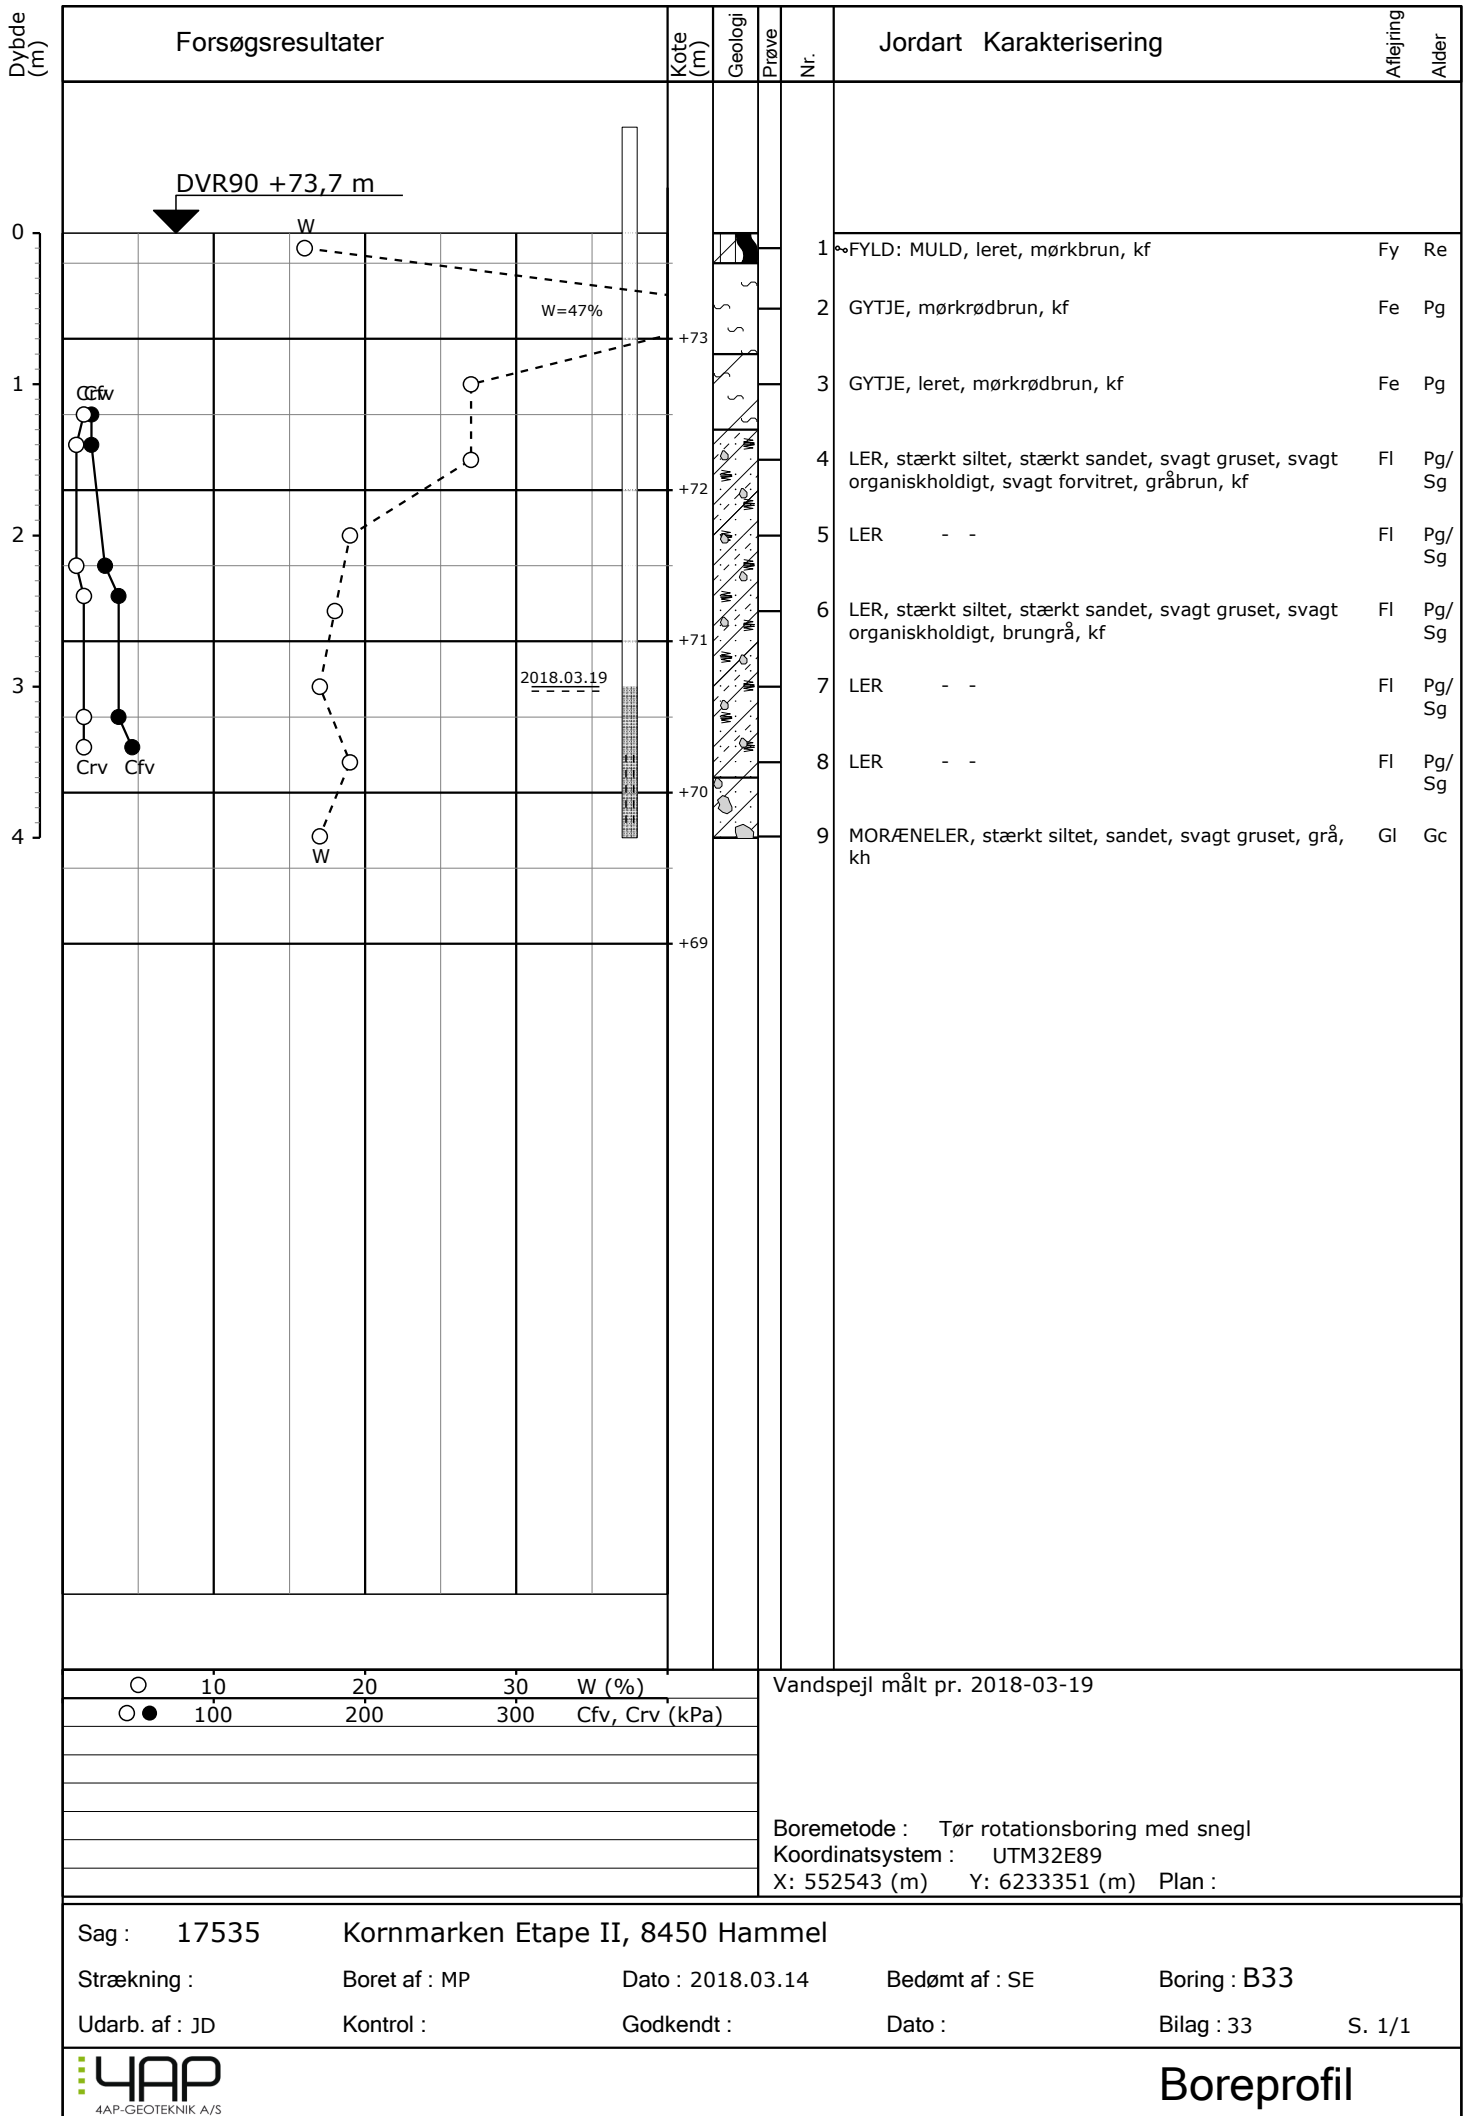 Dybde (m)
Forsøgsresultater
Kote (m)
Geologi
Prøve
Nr.
Jordart Karakterisering
Aflejring
Alder
DVR90 +73,7 m
0
W
1 FYLD: MULD, leret, mørkbrun, kf Fy Re
W=47%
2 GYTJE, mørkrødbrun, kf Fe Pg
+73
1
3 GYTJE, leret, mørkrødbrun, kf Fe Pg
Crv Cfv
4 LER, stærkt siltet, stærkt sandet, svagt gruset, svagt Fl Pg/
organiskholdigt, svagt forvitret, gråbrun, kf Sg
+72
2
5 LER - - Fl Pg/
Sg
6 LER, stærkt siltet, stærkt sandet, svagt gruset, svagt Fl Pg/
organiskholdigt, brungrå, kf Sg
+71
2018.03.19
3
7 LER - - Fl Pg/
Sg
Crv Cfv
8 LER - - Fl Pg/
Sg
+70
4
9 MORÆNELER, stærkt siltet, sandet, svagt gruset, grå, Gl Gc
kh
W
+69
10 20 30 W (%)
100 200 300 Cfv, Crv (kPa)
Vandspejl målt pr. 2018-03-19
Boremetode : Tør rotationsboring med snegl
Koordinatsystem : UTM32E89
X: 552543 (m) Y: 6233351 (m) Plan :
Sag : 17535 Kornmarken Etape II, 8450 Hammel
Strækning : Boret af : MP Dato : 2018.03.14 Bedømt af : SE Boring : B33
Udarb. af : JD Kontrol : Godkendt : Dato : Bilag : 33 S. 1/1
4AP
4AP-GEOTEKNIK A/S
Boreprofil